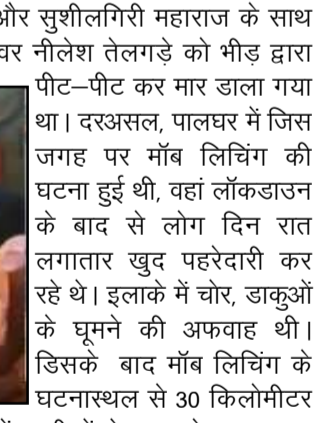 और सुशीलगिरी महाराज के साथ
वर नीलेश तेलगड़े को भीड़ द्वारा
पीट–पीट कर मार डाला गया
था। दरअसल, पालघर में जिस
जगह पर मॉब लिचिंग की
घटना हुई थी, वहां लॉकडाउन
के बाद से लोग दिन रात
लगातार खुद पहरेदारी कर
रहे थे। इलाके में चोर, डाकुओं
के घूमने की अफवाह थी।
डिसके बाद मॉब लिचिंग के
घटनास्थल से 30 किलोमीटर